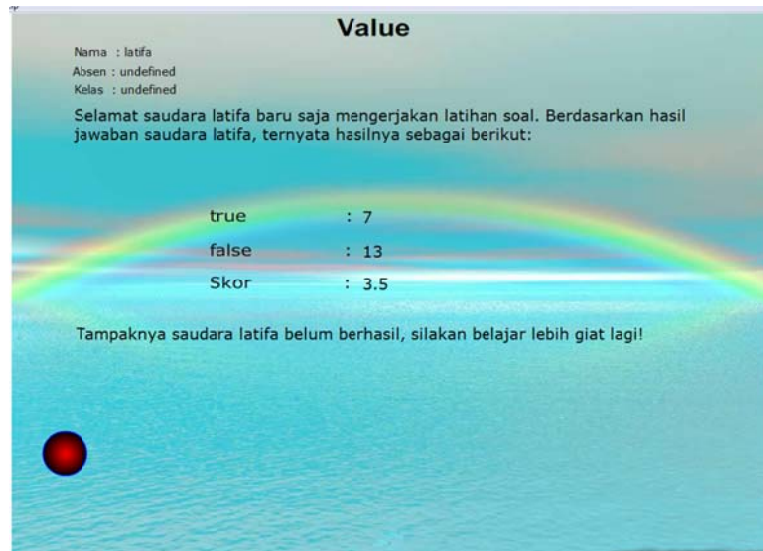 Value
Nama : latifa
Absen : undefined
Kelas : undefined
Selamat saudara latifa baru saja mengerjakan latihan soal. Berdasarkan hasil
jawaban saudara latifa, ternyata hasilnya sebagai berikut:
true : 7
false : 13
Skor : 3.5
Tampaknya saudara latifa belum berhasil, silakan belajar lebih giat lagi!